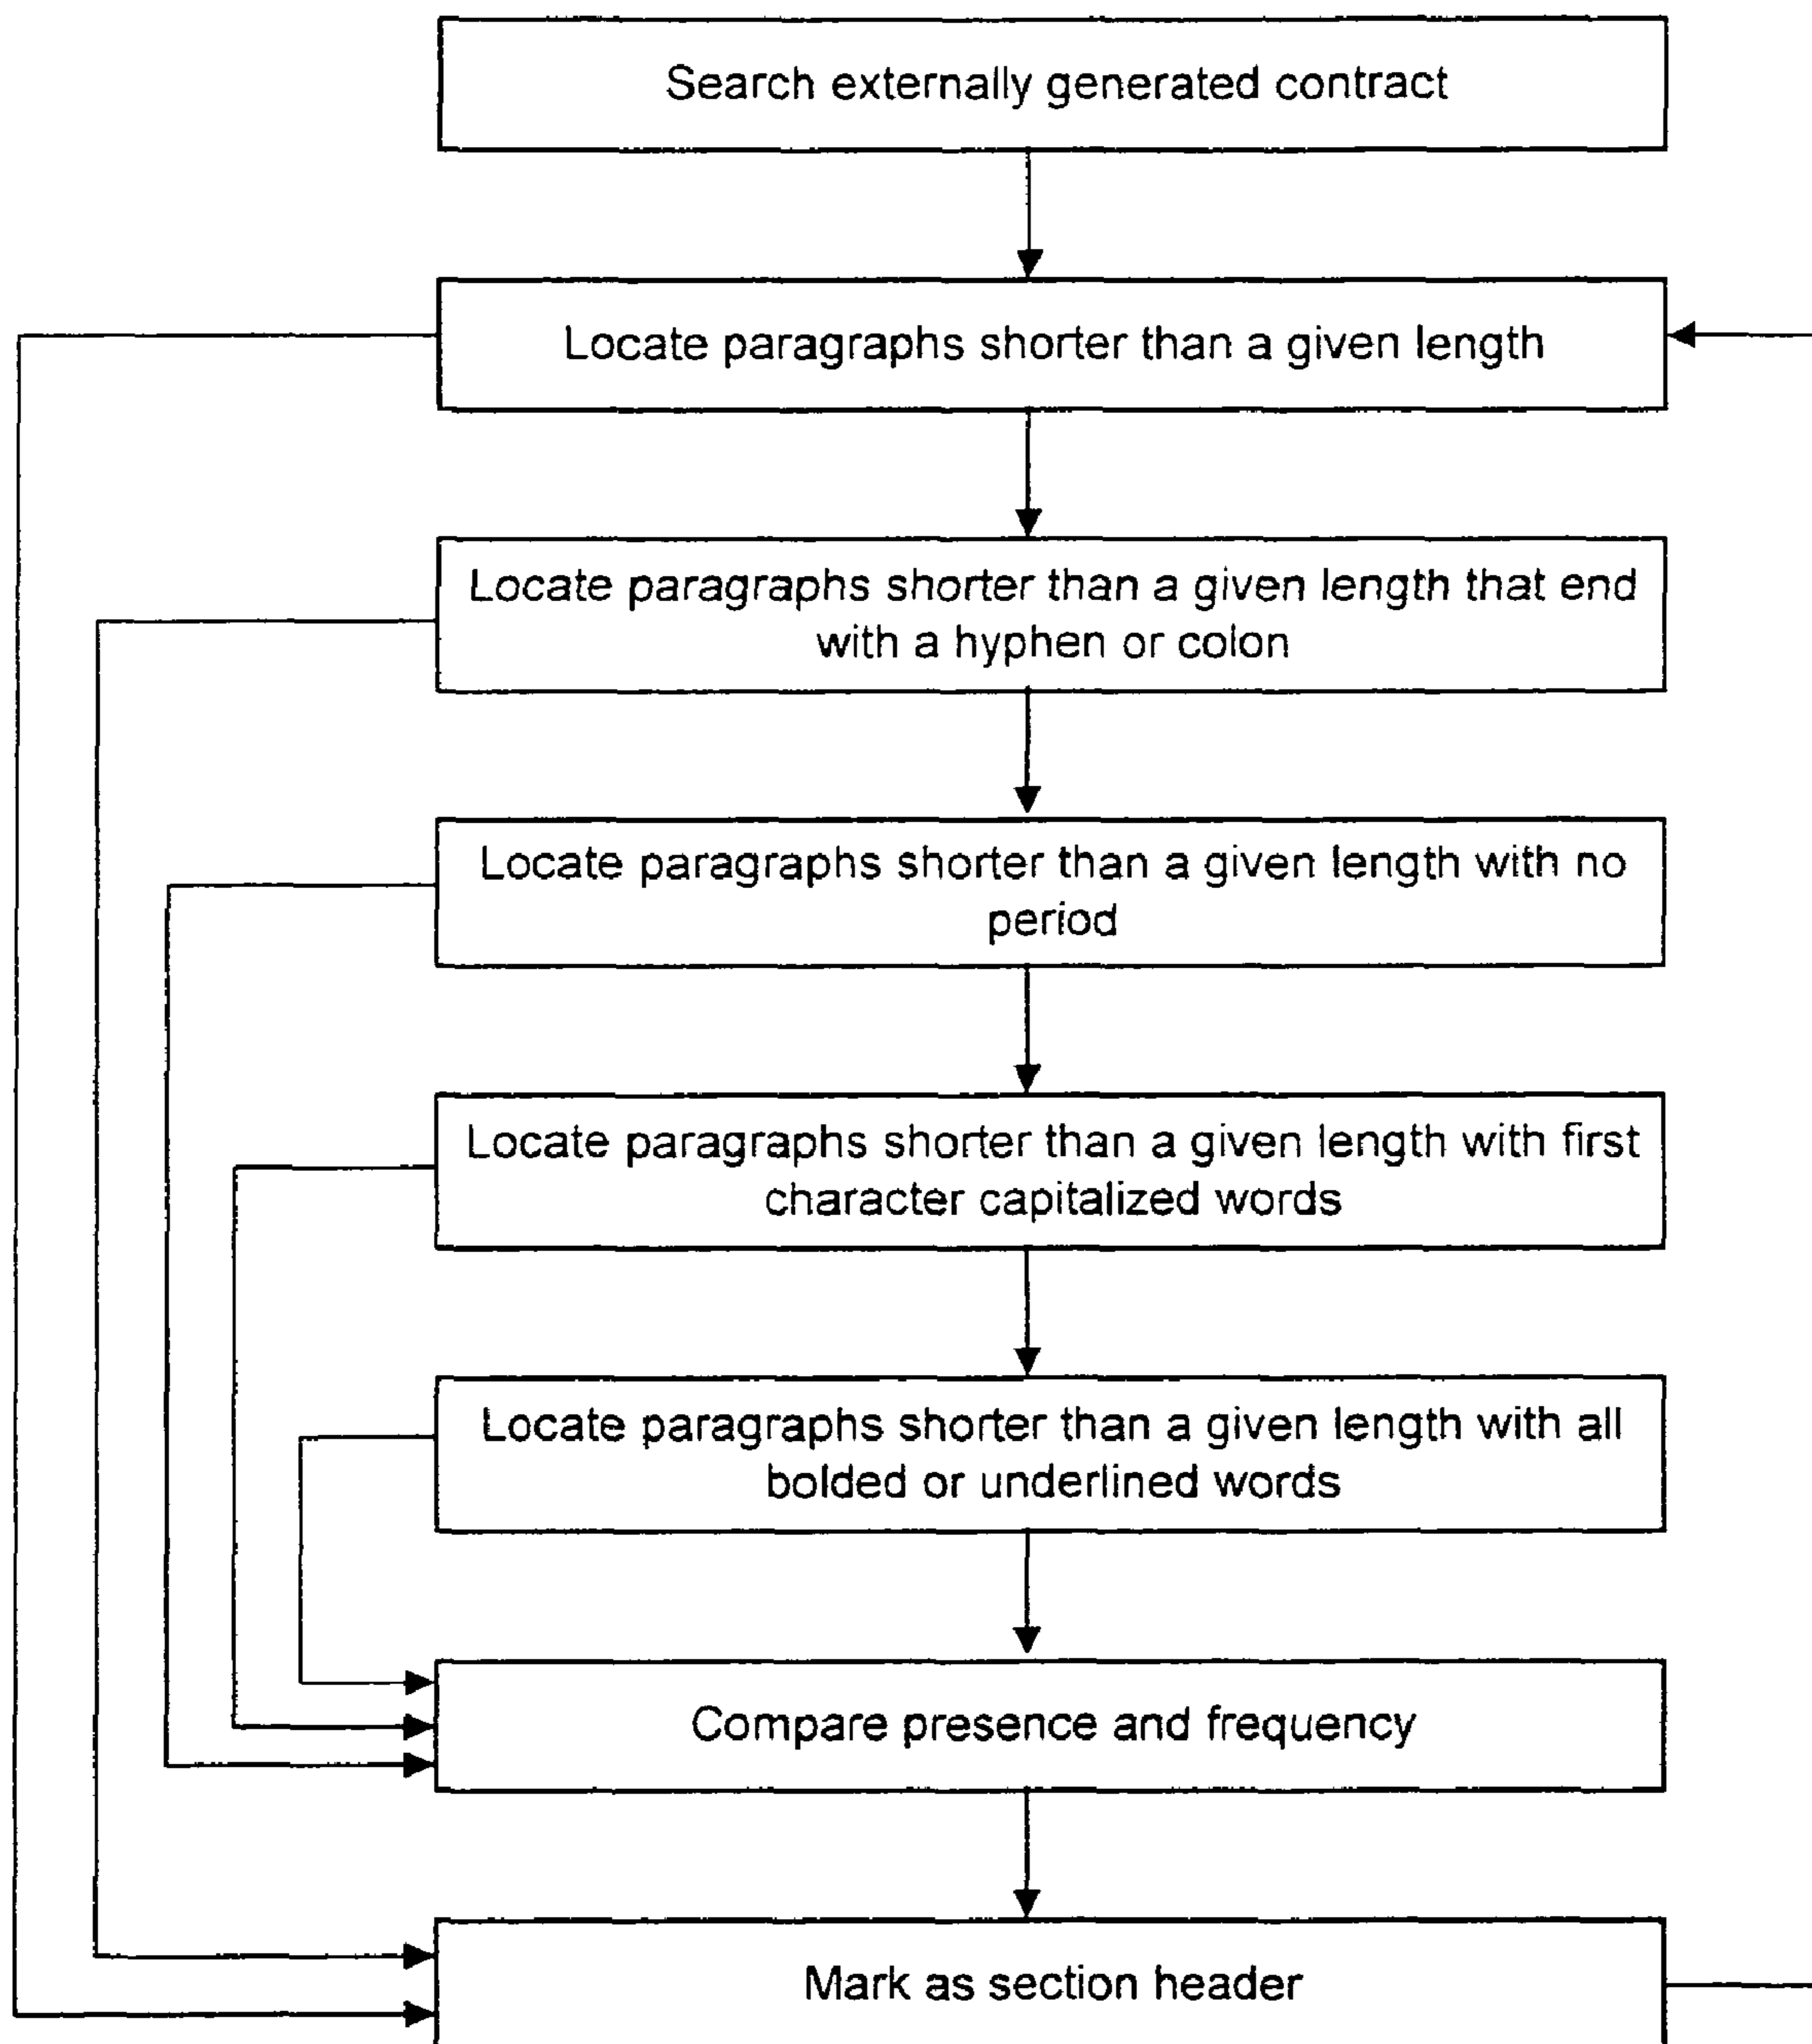 Search externally generated contract
Locate paragraphs shorter than a given length
Locate paragraphs shorter than a given length that end
with a hyphen or colon
Locate paragraphs shorter than a given length with no
period
Locate paragraphs shorter than a given length with first
character capitalized words
Locate paragraphs shorter than a given length with all
bolded or underlined words
Compare presence and frequency
Mark as section header